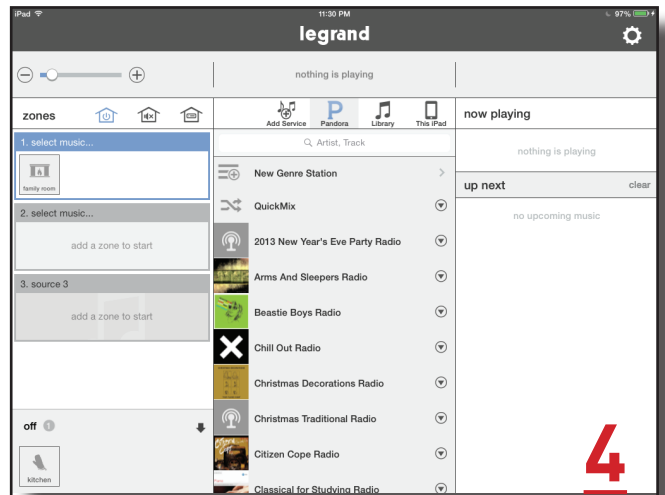 iPad
11:30 PM
97%
legrand
nothing is playing
zones
1. select music...
family room
2. select music...
add a zone to start
3. source 3
add a zone to start
off 1
kitchen
Add Service
Pandora
Library
This iPad
Artist, Track
New Genre Station
QuickMix
2013 New Year's Eve Party Radio
Arms And Sleepers Radio
Beastie Boys Radio
Chill Out Radio
Christmas Decorations Radio
Christmas Traditional Radio
Citizen Cope Radio
Classical for Studying Radio
now playing
nothing is playing
up next
clear
no upcoming music
4